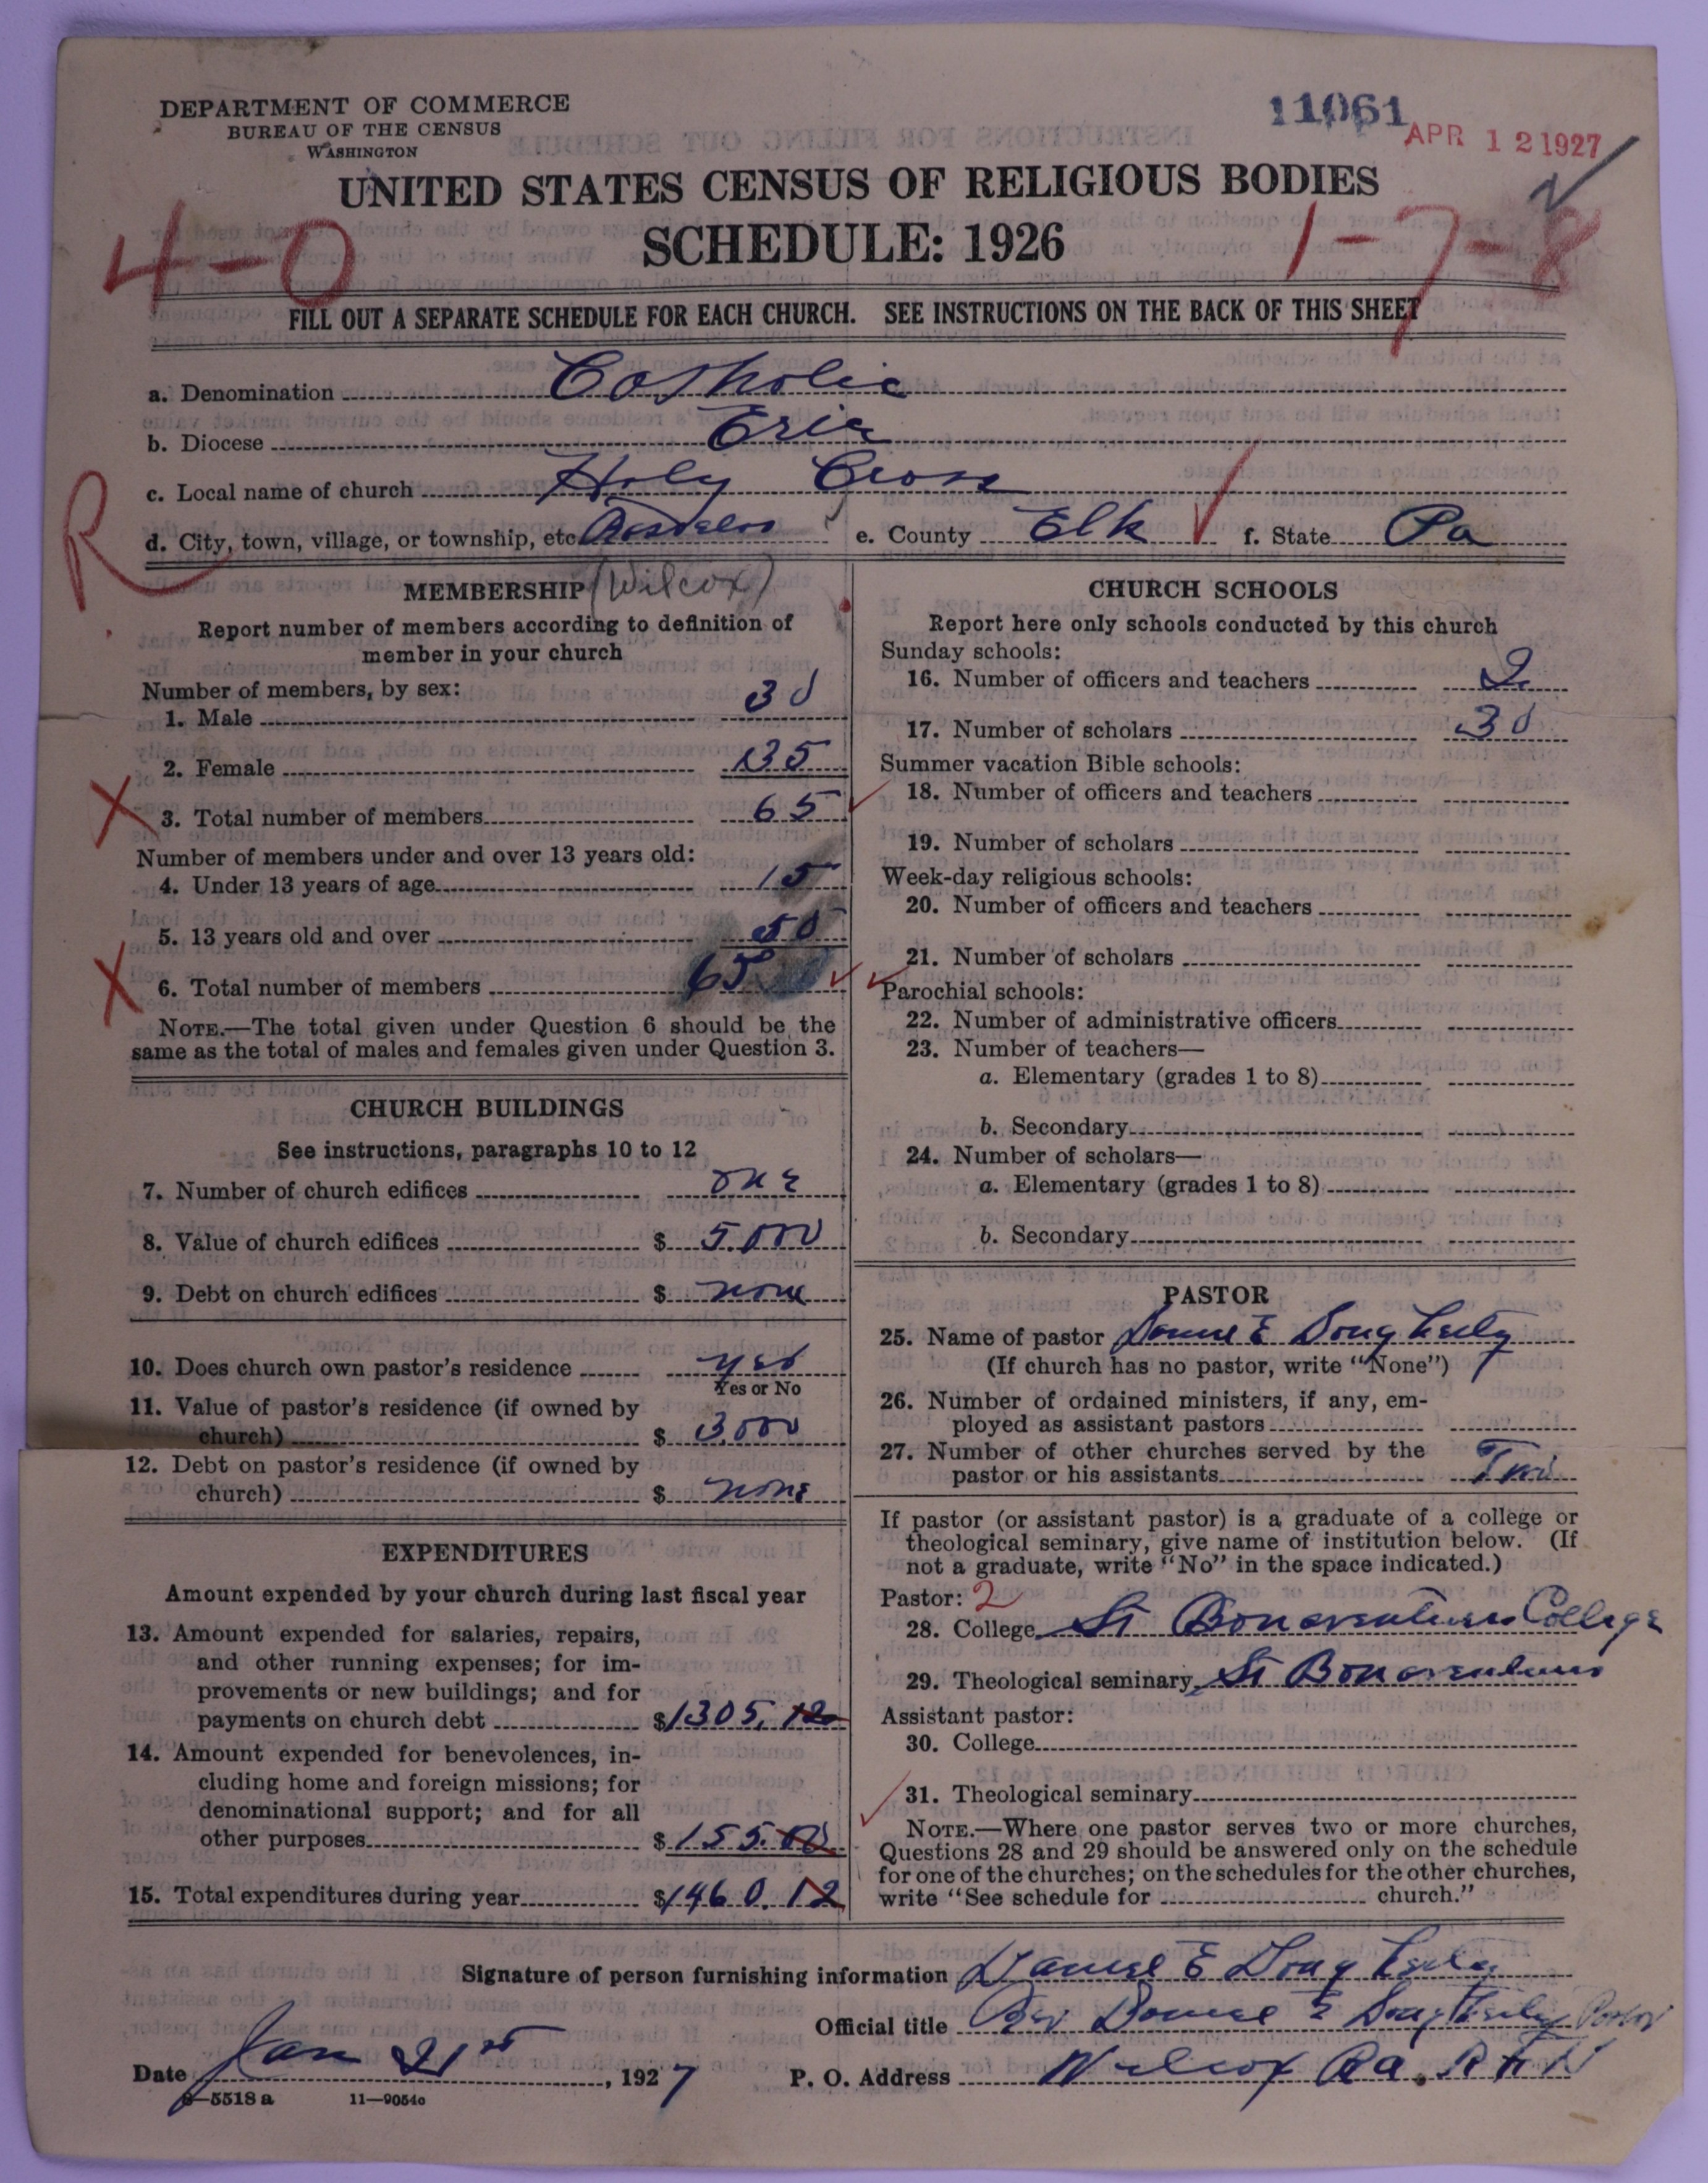 DEPARTMENT OF COMMERCE
BUREAU OF THE CENSUS
WASHINGTON
11061
APR 12 1927
UNITED STATES CENSUS OF RELIGIOUS BODIES
4-0
SCHEDULE: 1926
1-7-8
FILL OUT A SEPARATE SCHEDULE FOR EACH CHURCH. SEE INSTRUCTIONS ON THE BACK OF THIS SHEET
a. Denomination Catholic
b. Diocese Erie
c. Local name of church Holy Cross
R
d. City, town, village, or township, etc. e. County Elk f. State Pa
MEMBERSHIP (Wilcox)
Report number of members according to definition of
member in your church
Number of members, by sex:
1. Male 30
2. Female 35
X 3. Total number of members 65
Number of members under and over 13 years old:
4. Under 13 years of age 15
5. 13 years old and over 50
X 6. Total number of members 65
NOTE.—The total given under Question 6 should be the
same as the total of males and females given under Question 3.
CHURCH BUILDINGS
See instructions, paragraphs 10 to 12
7. Number of church edifices one
8. Value of church edifices $ 5.000
9. Debt on church edifices $ none
10. Does church own pastor's residence yes
Yes or No
11. Value of pastor's residence (if owned by
church) $ 3,000
12. Debt on pastor's residence (if owned by
church) $ none
EXPENDITURES
Amount expended by your church during last fiscal year
13. Amount expended for salaries, repairs,
and other running expenses; for im-
provements or new buildings; and for
payments on church debt $1305.12
14. Amount expended for benevolences, in-
cluding home and foreign missions; for
denominational support; and for all
other purposes $155.00
15. Total expenditures during year $1460.12
CHURCH SCHOOLS
Report here only schools conducted by this church
Sunday schools:
16. Number of officers and teachers 2
17. Number of scholars 30
Summer vacation Bible schools:
18. Number of officers and teachers
19. Number of scholars
Week-day religious schools:
20. Number of officers and teachers
21. Number of scholars
Parochial schools:
22. Number of administrative officers
23. Number of teachers—
a. Elementary (grades 1 to 8)
b. Secondary
24. Number of scholars—
a. Elementary (grades 1 to 8)
b. Secondary
PASTOR
25. Name of pastor Daniel E Dougherty
(If church has no pastor, write "None")
26. Number of ordained ministers, if any, em-
ployed as assistant pastors
27. Number of other churches served by the
pastor or his assistants Two
If pastor (or assistant pastor) is a graduate of a college or
theological seminary, give name of institution below. (If
not a graduate, write "No" in the space indicated.)
Pastor: 2
28. College St Bonaventures College
29. Theological seminary St Bonaventures
Assistant pastor:
30. College
31. Theological seminary
NOTE.—Where one pastor serves two or more churches,
Questions 28 and 29 should be answered only on the schedule
for one of the churches; on the schedules for the other churches,
write "See schedule for church."
Signature of person furnishing information Daniel E Dougherty
Official title Rev Daniel E Dougherty Pastor
Date Jan 21st, 1927 P. O. Address Wilcox Pa.
8—5518 a 11—9054c